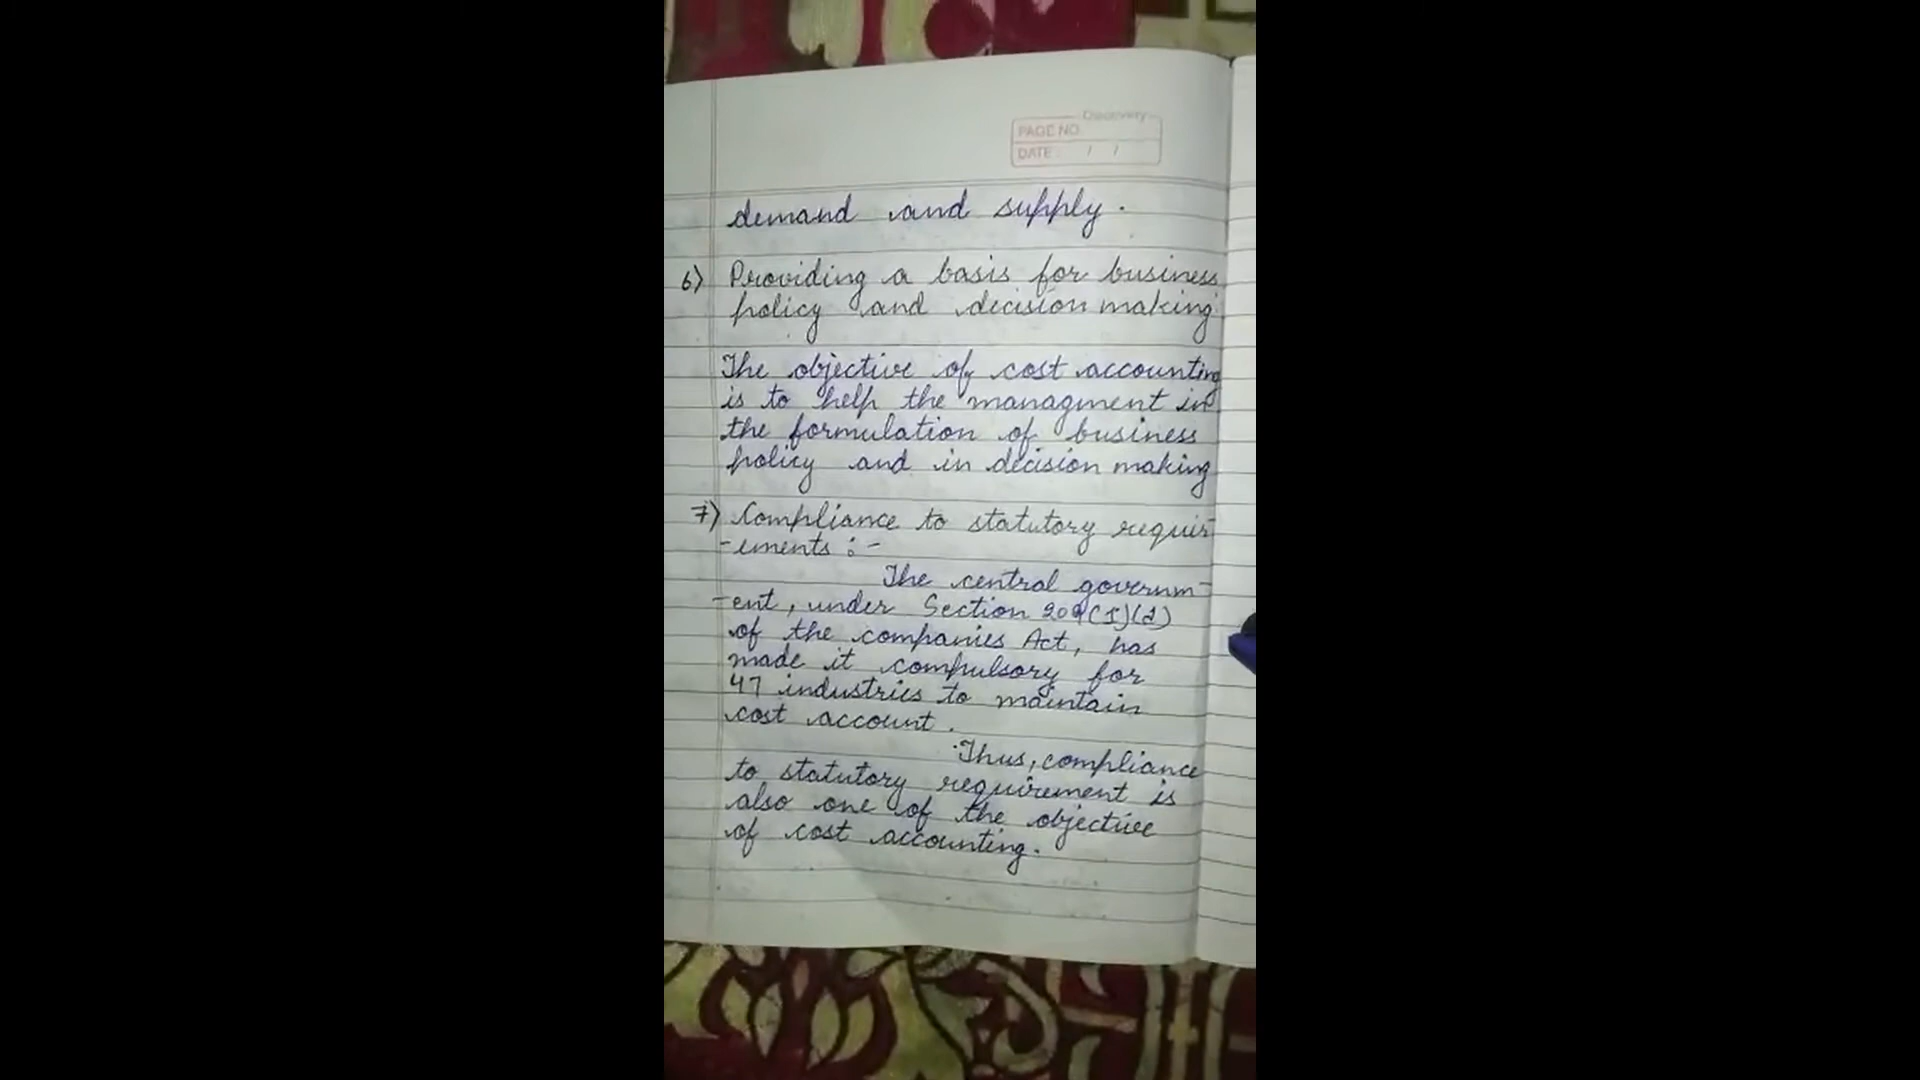 Discovery
PAGE NO.
DATE / /
demand and supply.
6) Providing a basis for business
policy and decision making
The objective of cost accounting
is to help the managment in
the formulation of business
policy and in decision making
7) Compliance to statutory requir
-ements :-
The central governm-
-ent, under Section 209(1)(d)
of the companies Act, has
made it compulsory for
47 industries to maintain
cost account.
Thus, compliance
to statutory requirement is
also one of the objective
of cost accounting.